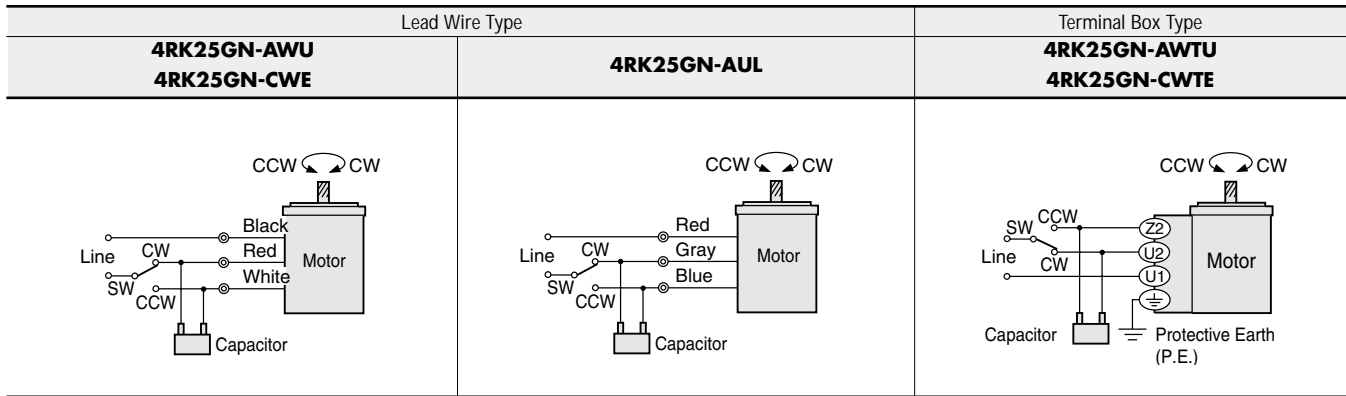 Lead Wire Type
Terminal Box Type
4RK25GN-AWU
4RK25GN-CWE
4RK25GN-AUL
4RK25GN-AWTU
4RK25GN-CWTE
CCW CW
Black
Red
White
Line
CW
SW
CCW
Motor
Capacitor
CCW CW
Red
Gray
Blue
Line
CW
SW
CCW
Motor
Capacitor
CCW CW
CCW
SW
Line
CW
Z2
U2
U1
Motor
Capacitor
Protective Earth
(P.E.)